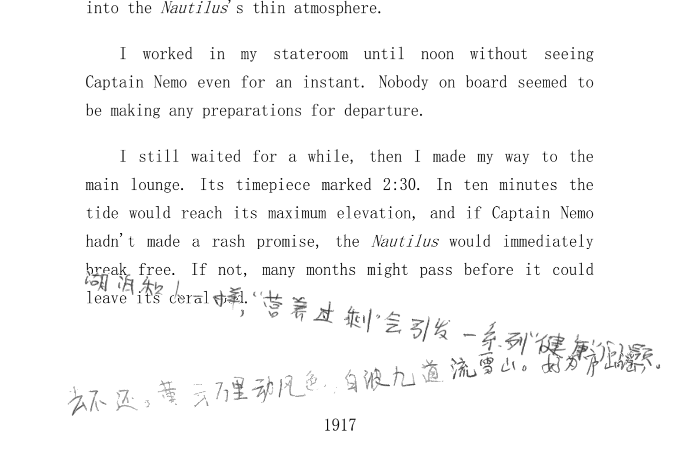 into the Nautilus's thin atmosphere.
I worked in my stateroom until noon without seeing
Captain Nemo even for an instant. Nobody on board seemed to
be making any preparations for departure.
I still waited for a while, then I made my way to the
main lounge. Its timepiece marked 2:30. In ten minutes the
tide would reach its maximum elevation, and if Captain Nemo
hadn't made a rash promise, the Nautilus would immediately
break free. If not, many months might pass before it could
leave its coral
，“营养过剩”会引发一系列“健康问题”。好为庐山谣
去不还。黄云万里动风色，白波九道流雪山。
1917